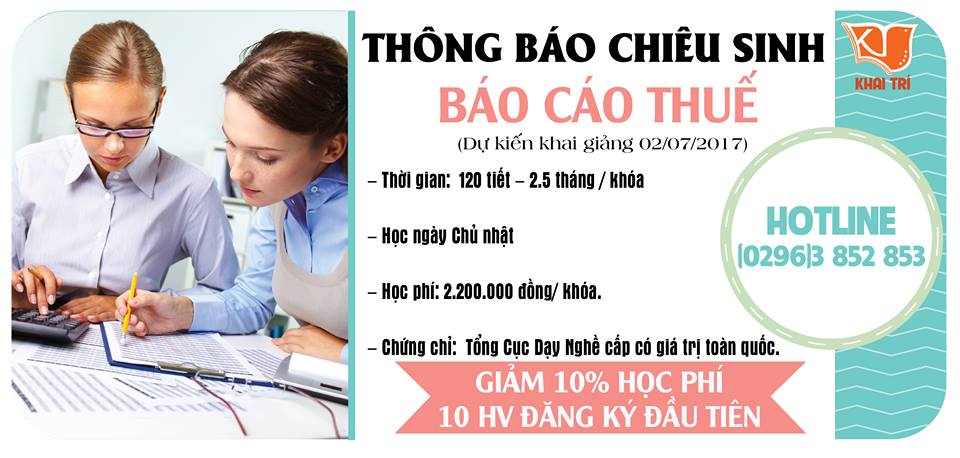 THÔNG BÁO CHIÊU SINH
KHAI TRÍ
BÁO CÁO THUẾ
(Dự kiến khai giảng 02/07/2017)
– Thời gian: 120 tiết – 2.5 tháng / khóa
– Học ngày Chủ nhật
– Học phí: 2.200.000 đồng/ khóa.
– Chứng chỉ: Tổng Cục Dạy Nghề cấp có giá trị toàn quốc.
GIẢM 10% HỌC PHÍ
10 HV ĐĂNG KÝ ĐẦU TIÊN
HOTLINE
(0296)3 852 853